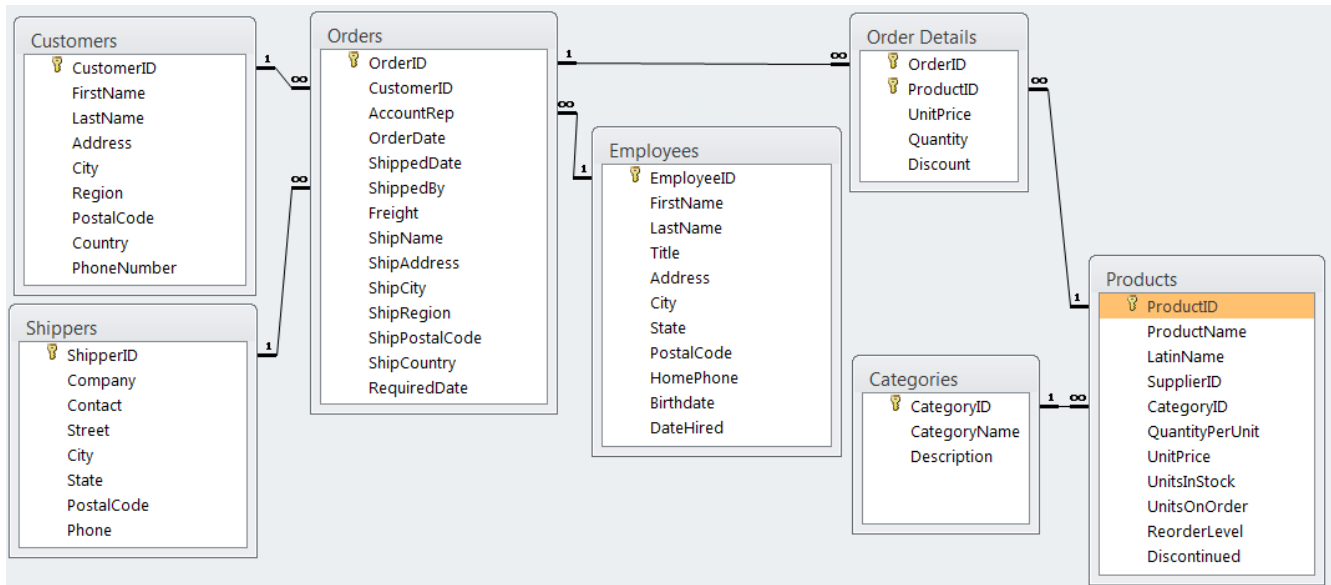 Customers
CustomerID
FirstName
LastName
Address
City
Region
PostalCode
Country
PhoneNumber
Shippers
ShipperID
Company
Contact
Street
City
State
PostalCode
Phone
Orders
OrderID
CustomerID
AccountRep
OrderDate
ShippedDate
ShippedBy
Freight
ShipName
ShipAddress
ShipCity
ShipRegion
ShipPostalCode
ShipCountry
RequiredDate
Employees
EmployeeID
FirstName
LastName
Title
Address
City
State
PostalCode
HomePhone
Birthdate
DateHired
Order Details
OrderID
ProductID
UnitPrice
Quantity
Discount
Categories
CategoryID
CategoryName
Description
Products
ProductID
ProductName
LatinName
SupplierID
CategoryID
QuantityPerUnit
UnitPrice
UnitsInStock
UnitsOnOrder
ReorderLevel
Discontinued
1
∞
1
∞
1
∞
∞
1
∞
1
1 ∞